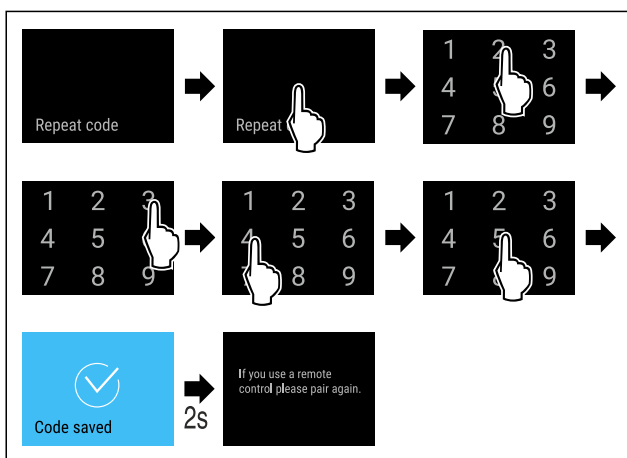 Repeat code
Repeat
1 2 3
4 5 6
7 8 9
1 2 3
4 5
7 8 9
1 2 3
4 5 6
7 8 9
1 2 3
4 5 6
7 8 9
Code saved
2s
If you use a remote
control please pair again.